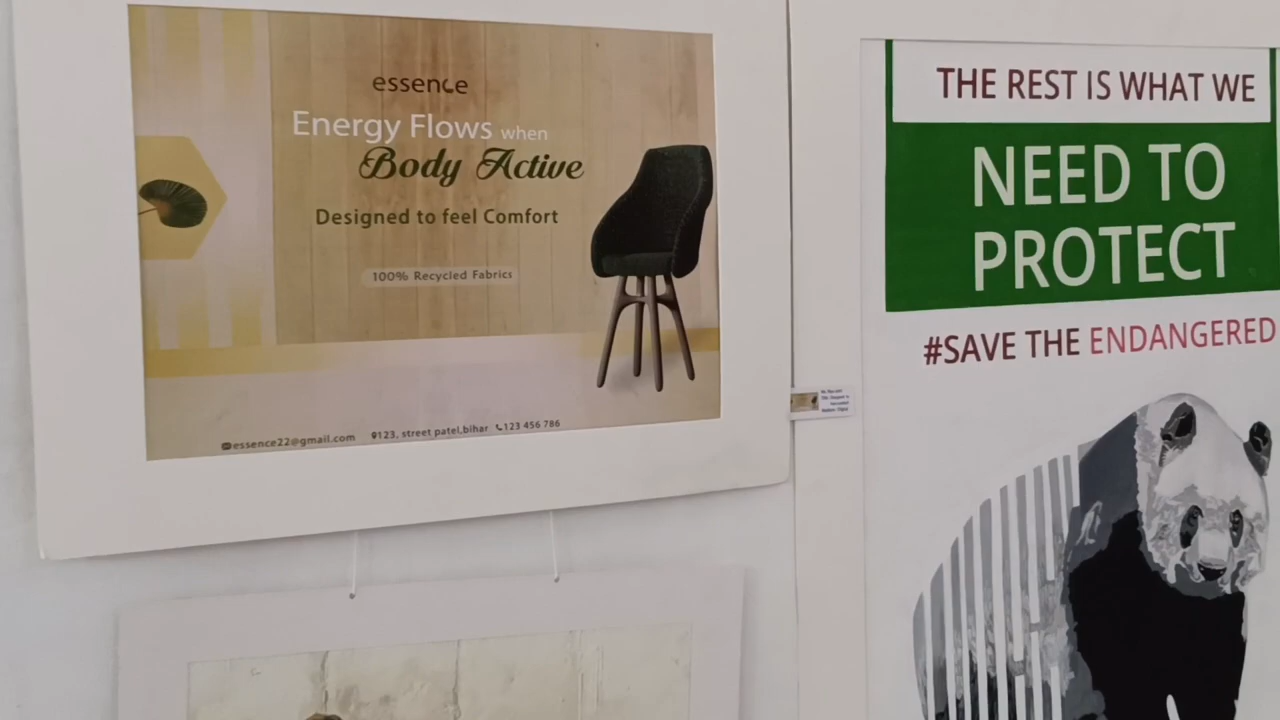 essence
Energy Flows when
Body Active
Designed to feel Comfort
100% Recycled Fabrics
essence22@gmail.com 123, street patel,bihar 123 456 786
THE REST IS WHAT WE
NEED TO
PROTECT
#SAVE THE ENDANGERED